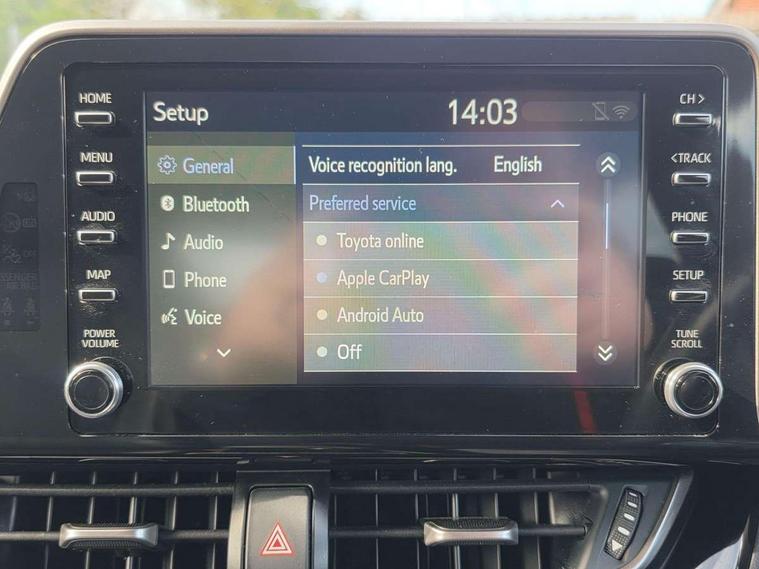 HOME
MENU
AUDIO
MAP
POWER
VOLUME
Setup
14:03
General
Bluetooth
Audio
Phone
Voice
Voice recognition lang. English
Preferred service
Toyota online
Apple CarPlay
Android Auto
Off
CH >
< TRACK
PHONE
SETUP
TUNE
SCROLL
OFF